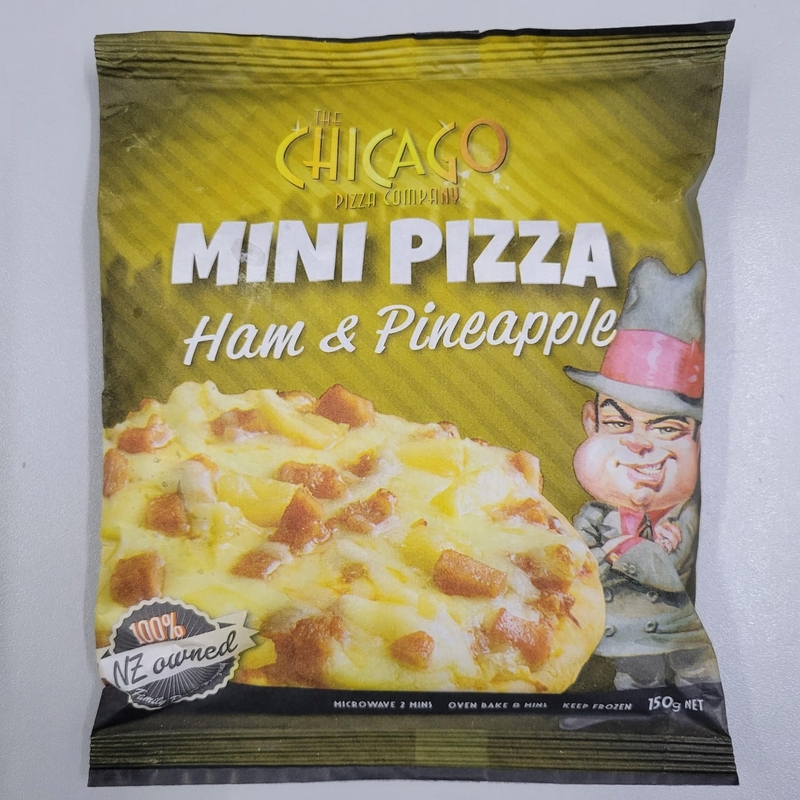 THE
CHICAGO
PIZZA COMPANY
MINI PIZZA
Ham & Pineapple
100%
NZ owned
Family
MICROWAVE 2 MINS OVEN BAKE 8 MINS KEEP FROZEN 150g NET